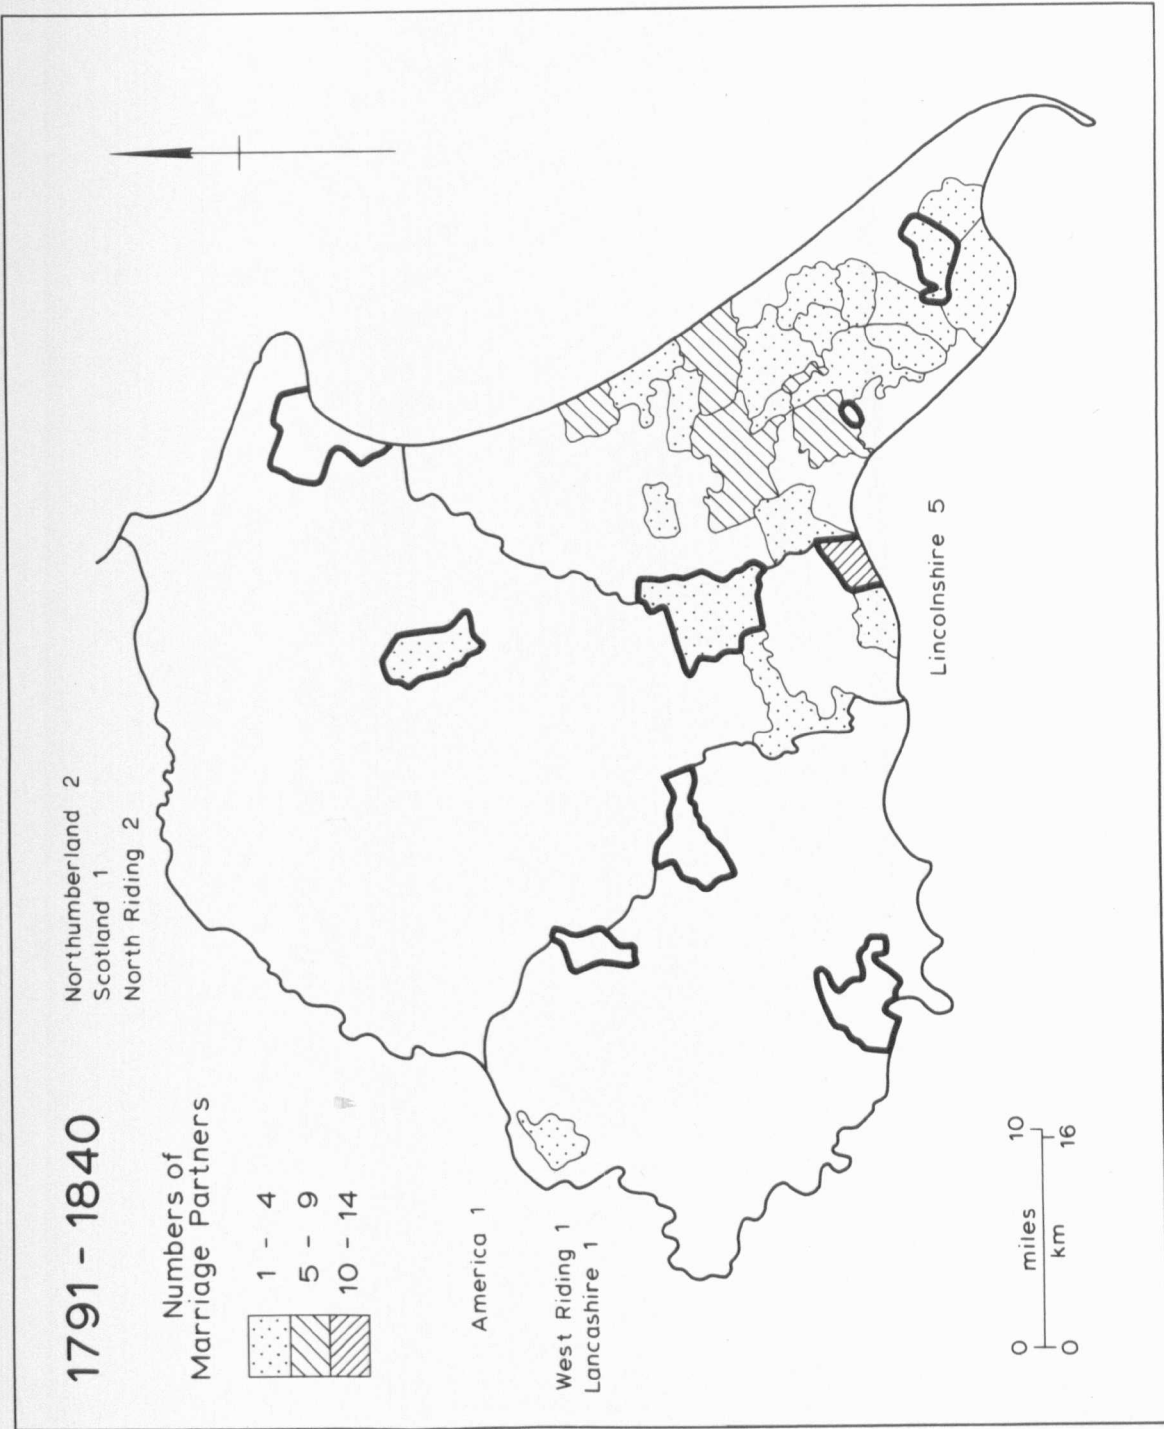 1791 - 1840
Numbers of
Marriage Partners
1 - 4
5 - 9
10 - 14
Northumberland 2
Scotland 1
North Riding 2
America 1
West Riding 1
Lancashire 1
Lincolnshire 5
0 miles 10
0 km 16